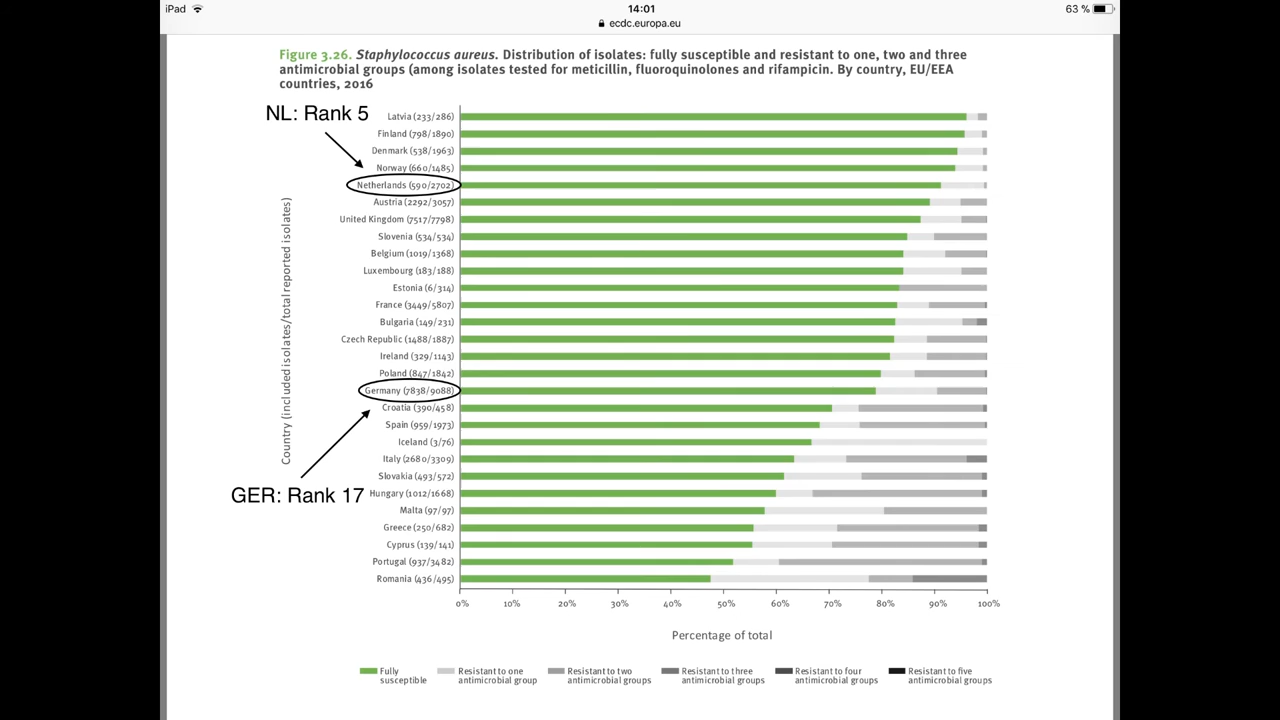 iPad 14:01 63 %
ecdc.europa.eu
Figure 3.26. Staphylococcus aureus. Distribution of isolates: fully susceptible and resistant to one, two and three
antimicrobial groups (among isolates tested for meticillin, fluoroquinolones and rifampicin. By country, EU/EEA
countries, 2016
NL: Rank 5
Latvia (233/286)
Finland (798/1890)
Denmark (538/1963)
Norway (660/1485)
Netherlands (590/2702)
Austria (2292/3057)
United Kingdom (7517/7798)
Slovenia (534/534)
Belgium (1019/1368)
Luxembourg (183/188)
Estonia (6/314)
France (3449/5807)
Bulgaria (149/231)
Czech Republic (1488/1887)
Ireland (329/1143)
Poland (847/1842)
Germany (7838/9088)
Croatia (390/458)
Spain (959/1973)
Iceland (3/76)
Italy (2680/3309)
Slovakia (493/572)
Hungary (1012/1668)
Malta (97/97)
Greece (250/682)
Cyprus (139/141)
Portugal (937/3482)
Romania (436/495)
GER: Rank 17
Country (included isolates/total reported isolates)
0% 10% 20% 30% 40% 50% 60% 70% 80% 90% 100%
Percentage of total
Fully susceptible
Resistant to one antimicrobial group
Resistant to two antimicrobial groups
Resistant to three antimicrobial groups
Resistant to four antimicrobial groups
Resistant to five antimicrobial groups